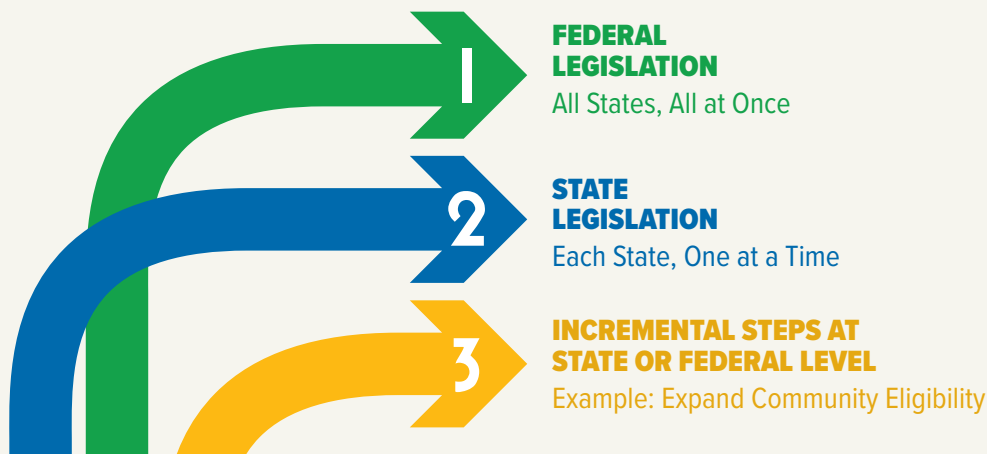 1
FEDERAL
LEGISLATION
All States, All at Once
2
STATE
LEGISLATION
Each State, One at a Time
3
INCREMENTAL STEPS AT
STATE OR FEDERAL LEVEL
Example: Expand Community Eligibility